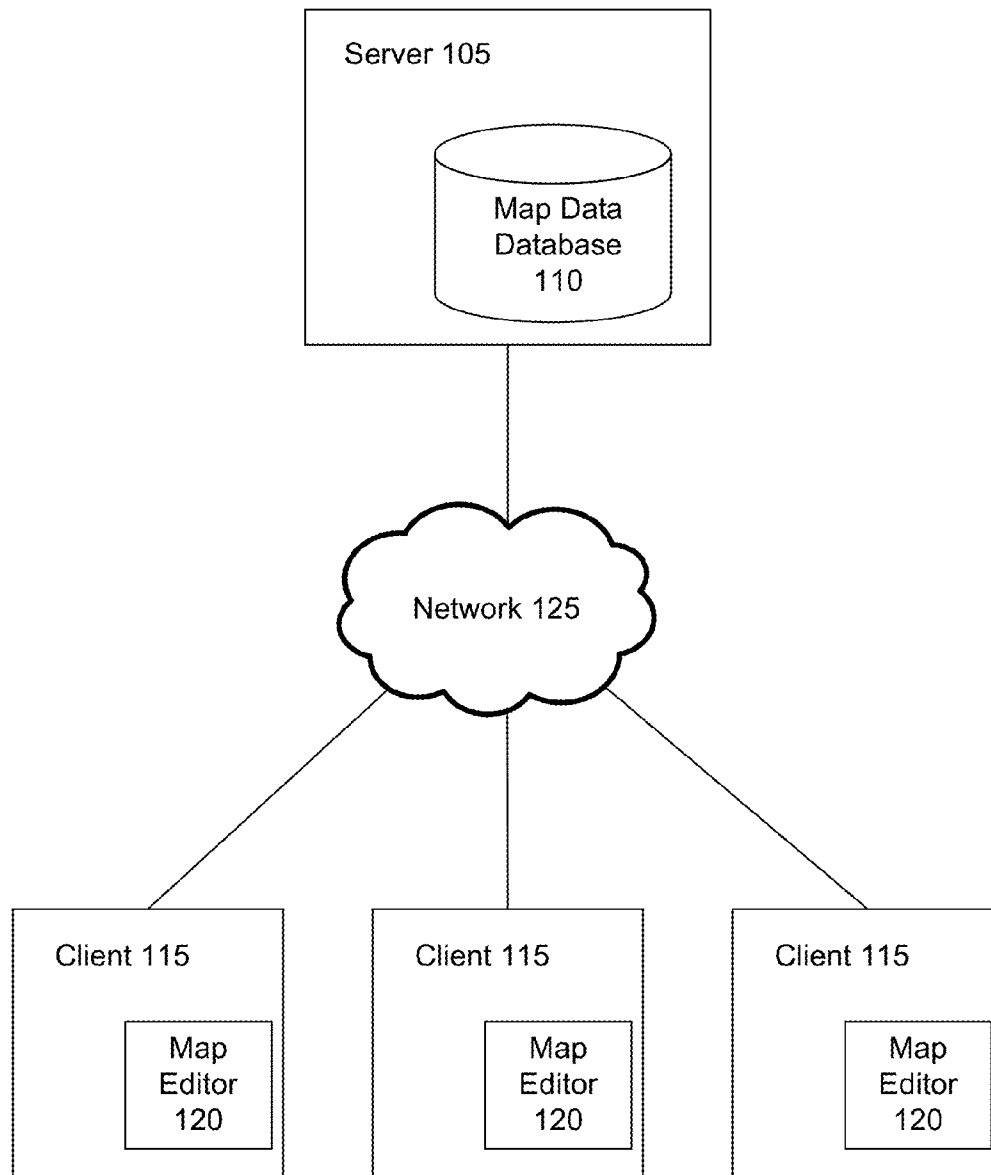 Server 105
Map Data
Database
110
Network 125
Client 115
Map
Editor
120
Client 115
Map
Editor
120
Client 115
Map
Editor
120